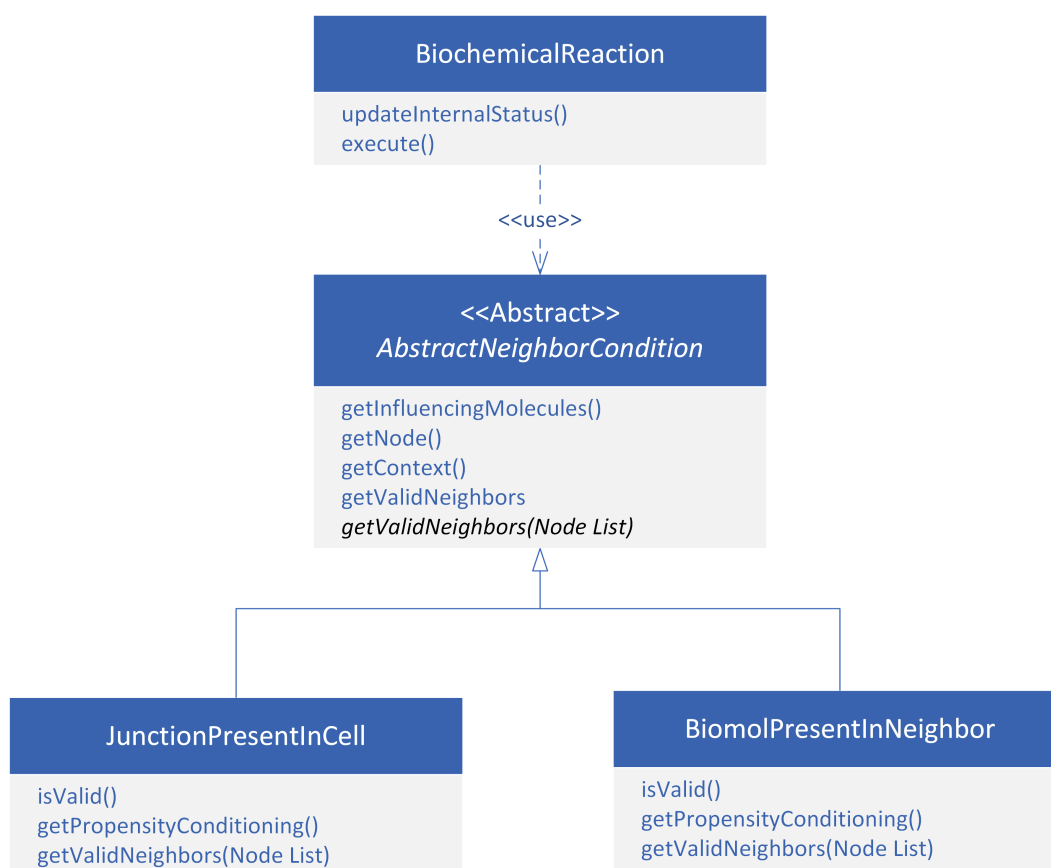 BiochemicalReaction
updateInternalStatus()
execute()
<<use>>
<<Abstract>>
AbstractNeighborCondition
getInfluencingMolecules()
getNode()
getContext()
getValidNeighbors
getValidNeighbors(Node List)
JunctionPresentInCell
isValid()
getPropensityConditioning()
getValidNeighbors(Node List)
BiomolPresentInNeighbor
isValid()
getPropensityConditioning()
getValidNeighbors(Node List)